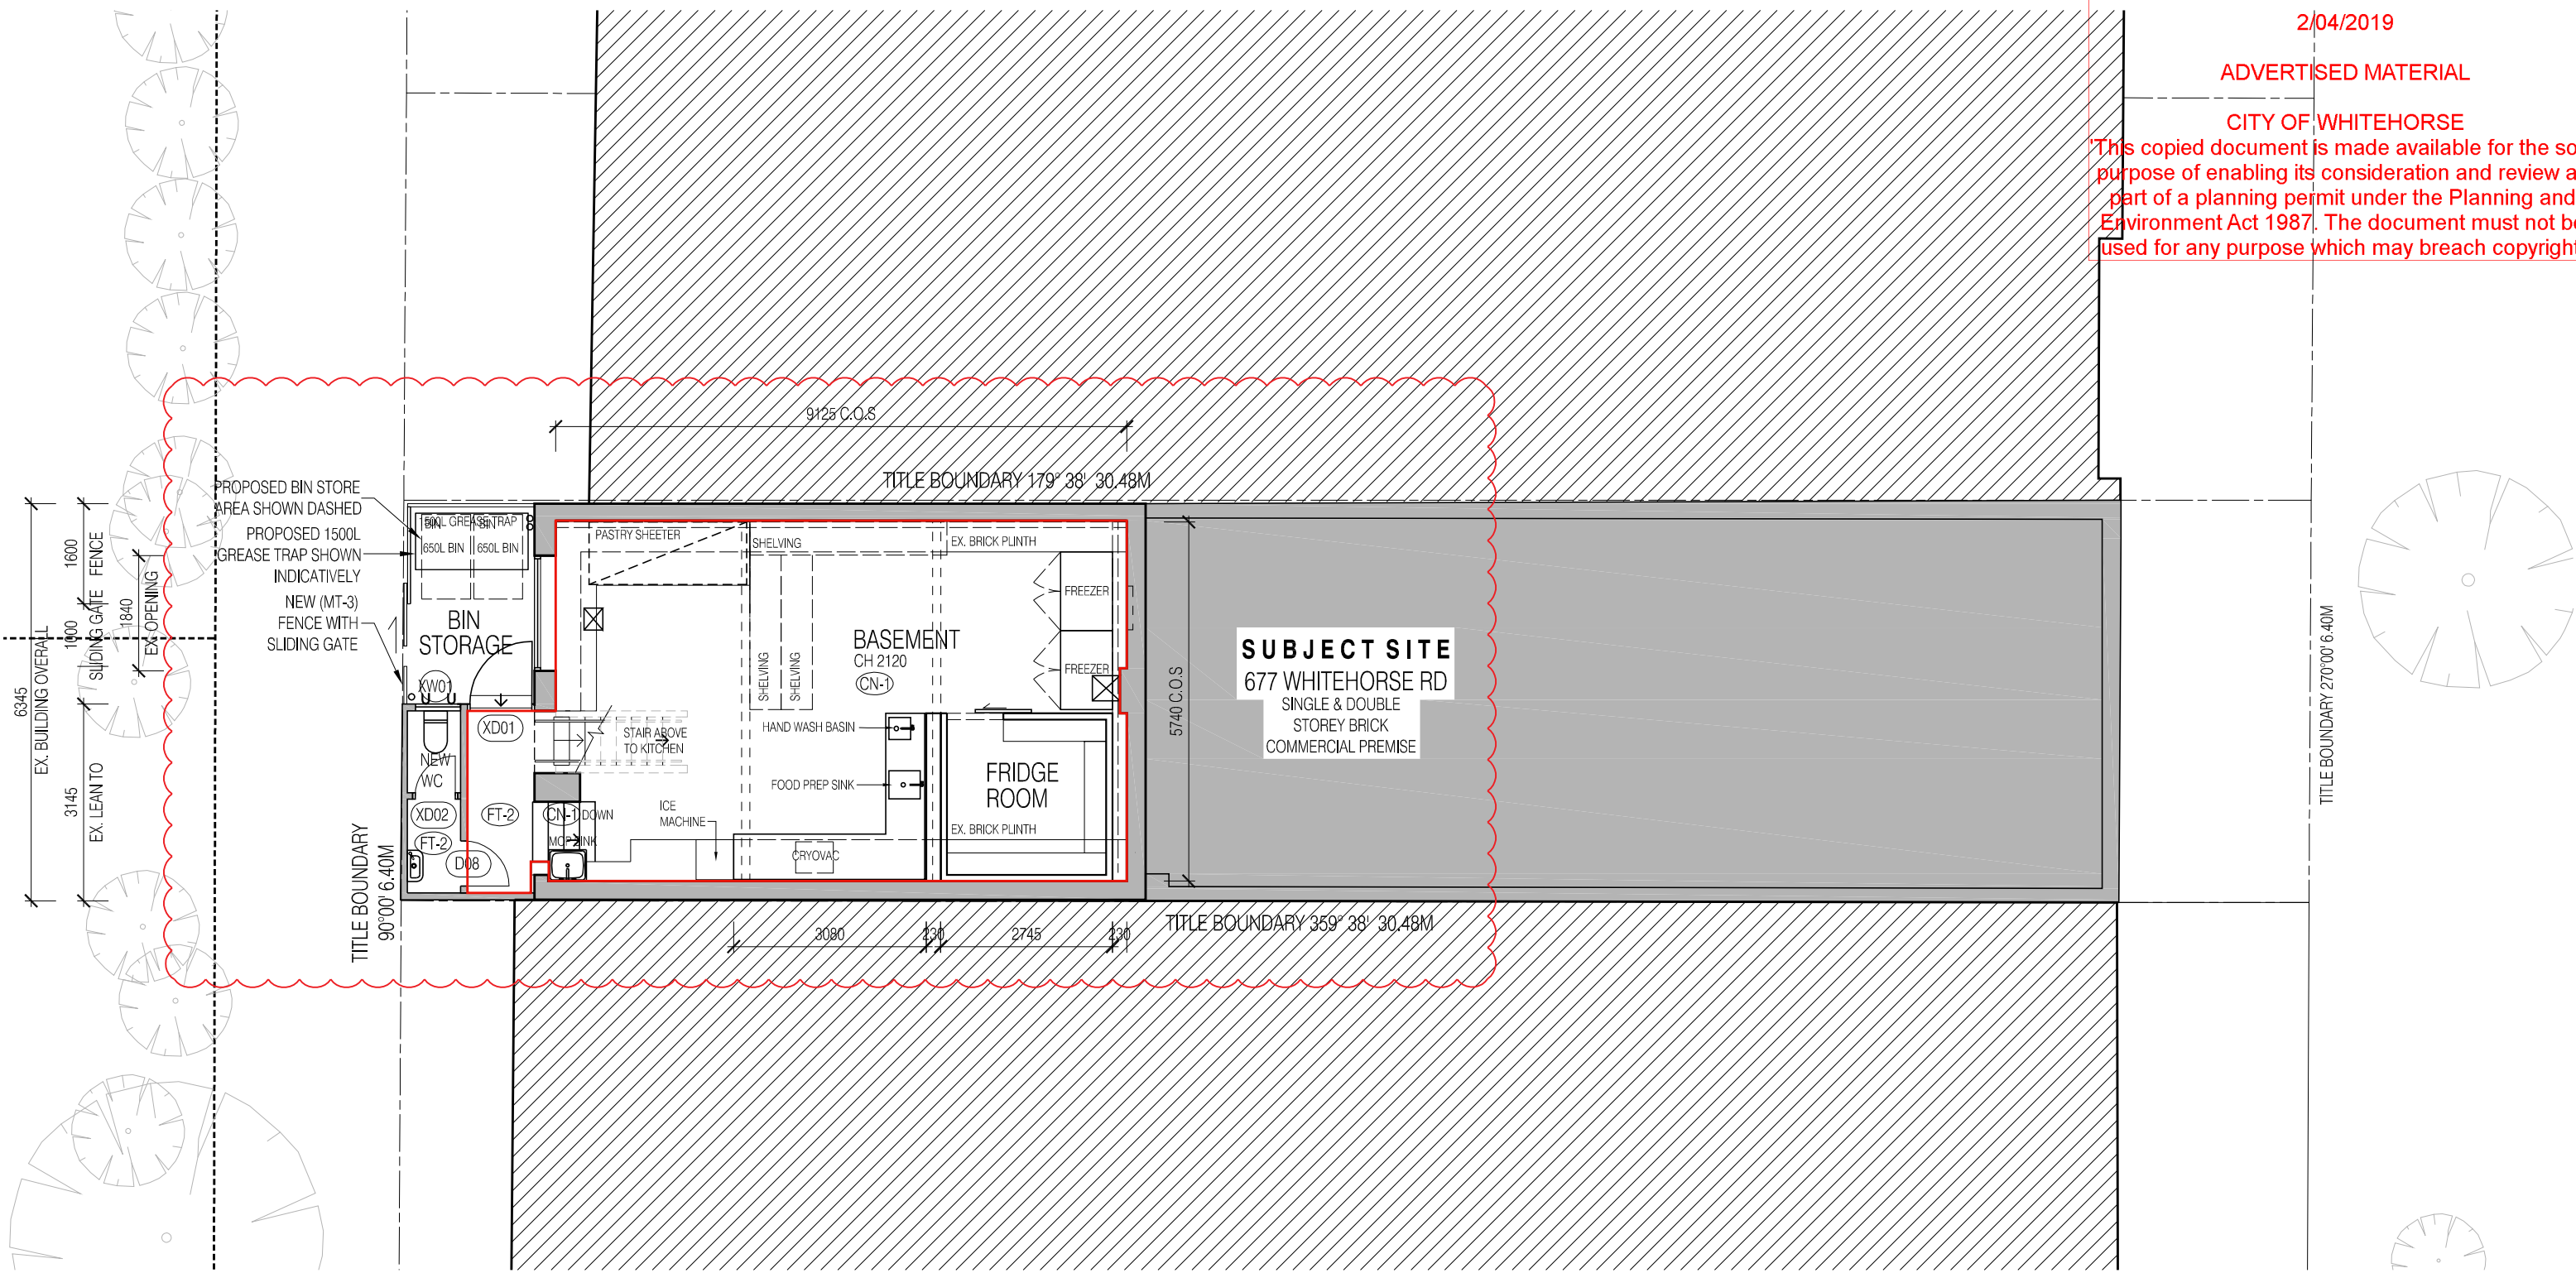 2/04/2019
ADVERTISED MATERIAL
CITY OF WHITEHORSE
'This copied document is made available for the so
purpose of enabling its consideration and review a
part of a planning permit under the Planning and
Environment Act 1987. The document must not be
used for any purpose which may breach copyright
9125 C.O.S
TITLE BOUNDARY 179° 38' 30.48M
PROPOSED BIN STORE
AREA SHOWN DASHED
PROPOSED 1500L
GREASE TRAP SHOWN
INDICATIVELY
NEW (MT-3)
FENCE WITH
SLIDING GATE
6345
EX. BUILDING OVERALL
1600
FENCE
1000
SLIDING GATE
3145
EX. LEAN TO
1840
EX. OPENING
1500L GREASE TRAP
BIN
BIN
650L BIN
650L BIN
BIN
STORAGE
XW01
XD01
NEW
WC
XD02
FT-2
FT-2
D08
CN-1
DOWN
MOP SINK
PASTRY SHEETER
SHELVING
EX. BRICK PLINTH
FREEZER
FREEZER
BASEMENT
CH 2120
CN-1
SHELVING
SHELVING
STAIR ABOVE
TO KITCHEN
HAND WASH BASIN
FOOD PREP SINK
ICE
MACHINE
CRYOVAC
FRIDGE
ROOM
EX. BRICK PLINTH
5740 C.O.S
SUBJECT SITE
677 WHITEHORSE RD
SINGLE & DOUBLE
STOREY BRICK
COMMERCIAL PREMISE
TITLE BOUNDARY 270°00' 6.40M
TITLE BOUNDARY
90°00' 6.40M
3080
230
2745
230
TITLE BOUNDARY 359° 38' 30.48M